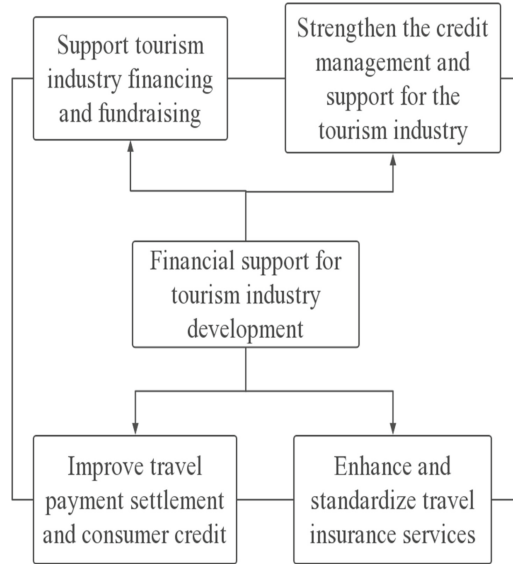 Support tourism
industry financing
and fundraising
Strengthen the credit
management and
support for the
tourism industry
Financial support for
tourism industry
development
Improve travel
payment settlement
and consumer credit
Enhance and
standardize travel
insurance services